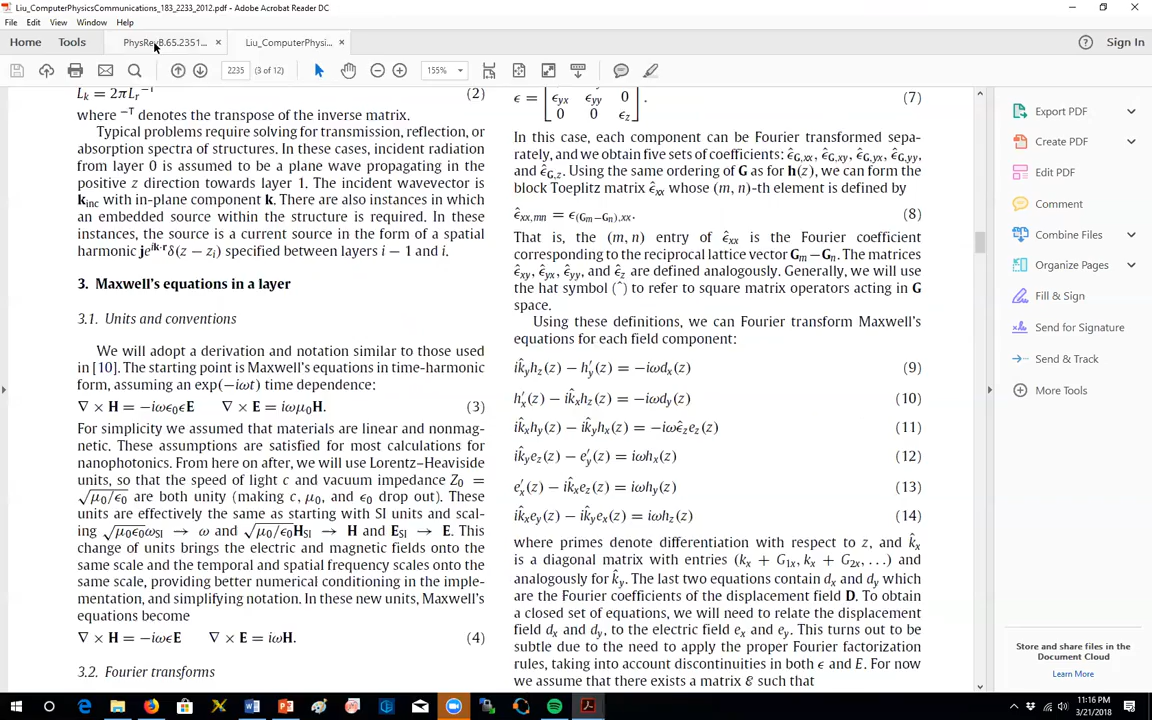 Liu_ComputerPhysicsCommunications_183_2233_2012.pdf - Adobe Acrobat Reader DC
File Edit View Window Help
Home Tools PhysRevB.65.2351... × Liu_ComputerPhysi... × Sign In
2235 (3 of 12) 155%
L_k = 2πL_r^−T (2)
where ^−T denotes the transpose of the inverse matrix.
Typical problems require solving for transmission, reflection, or
absorption spectra of structures. In these cases, incident radiation
from layer 0 is assumed to be a plane wave propagating in the
positive z direction towards layer 1. The incident wavevector is
k_inc with in-plane component k. There are also instances in which
an embedded source within the structure is required. In these
instances, the source is a current source in the form of a spatial
harmonic je^{ik·r}δ(z − z_i) specified between layers i − 1 and i.
3. Maxwell's equations in a layer
3.1. Units and conventions
We will adopt a derivation and notation similar to those used
in [10]. The starting point is Maxwell's equations in time-harmonic
form, assuming an exp(−iωt) time dependence:
∇ × H = −iωϵ_0ϵE ∇ × E = iωμ_0H. (3)
For simplicity we assumed that materials are linear and nonmag-
netic. These assumptions are satisfied for most calculations for
nanophotonics. From here on after, we will use Lorentz–Heaviside
units, so that the speed of light c and vacuum impedance Z_0 =
√μ_0/ϵ_0 are both unity (making c, μ_0, and ϵ_0 drop out). These
units are effectively the same as starting with SI units and scal-
ing √μ_0ϵ_0ω_SI → ω and √μ_0/ϵ_0H_SI → H and E_SI → E. This
change of units brings the electric and magnetic fields onto the
same scale and the temporal and spatial frequency scales onto the
same scale, providing better numerical conditioning in the imple-
mentation, and simplifying notation. In these new units, Maxwell's
equations become
∇ × H = −iωϵE ∇ × E = iωH. (4)
3.2. Fourier transforms
ϵ = [ϵ_yx ϵ_yy 0 (7)
0 0 ϵ_z].
In this case, each component can be Fourier transformed sepa-
rately, and we obtain five sets of coefficients: ϵ̂_G,xx, ϵ̂_G,xy, ϵ̂_G,yx, ϵ̂_G,yy,
and ϵ̂_G,z. Using the same ordering of G as for h(z), we can form the
block Toeplitz matrix ϵ̂_xx whose (m, n)-th element is defined by
ϵ̂_xx,mn = ϵ_(G_m−G_n),xx. (8)
That is, the (m, n) entry of ϵ̂_xx is the Fourier coefficient
corresponding to the reciprocal lattice vector G_m − G_n. The matrices
ϵ̂_xy, ϵ̂_yx, ϵ̂_yy, and ϵ̂_z are defined analogously. Generally, we will use
the hat symbol (^) to refer to square matrix operators acting in G
space.
Using these definitions, we can Fourier transform Maxwell's
equations for each field component:
ik̂_yh_z(z) − h′_y(z) = −iωd_x(z) (9)
h′_x(z) − ik̂_xh_z(z) = −iωd_y(z) (10)
ik̂_xh_y(z) − ik̂_yh_x(z) = −iωϵ̂_ze_z(z) (11)
ik̂_ye_z(z) − e′_y(z) = iωh_x(z) (12)
e′_x(z) − ik̂_xe_z(z) = iωh_y(z) (13)
ik̂_xe_y(z) − ik̂_ye_x(z) = iωh_z(z) (14)
where primes denote differentiation with respect to z, and k̂_x
is a diagonal matrix with entries (k_x + G_1x, k_x + G_2x, . . .) and
analogously for k̂_y. The last two equations contain d_x and d_y which
are the Fourier coefficients of the displacement field D. To obtain
a closed set of equations, we will need to relate the displacement
field d_x and d_y, to the electric field e_x and e_y. This turns out to be
subtle due to the need to apply the proper Fourier factorization
rules, taking into account discontinuities in both ϵ and E. For now
we assume that there exists a matrix ℰ such that
Export PDF
Create PDF
Edit PDF
Comment
Combine Files
Organize Pages
Fill & Sign
Send for Signature
Send & Track
More Tools
Store and share files in the
Document Cloud
Learn More
11:16 PM
3/21/2018